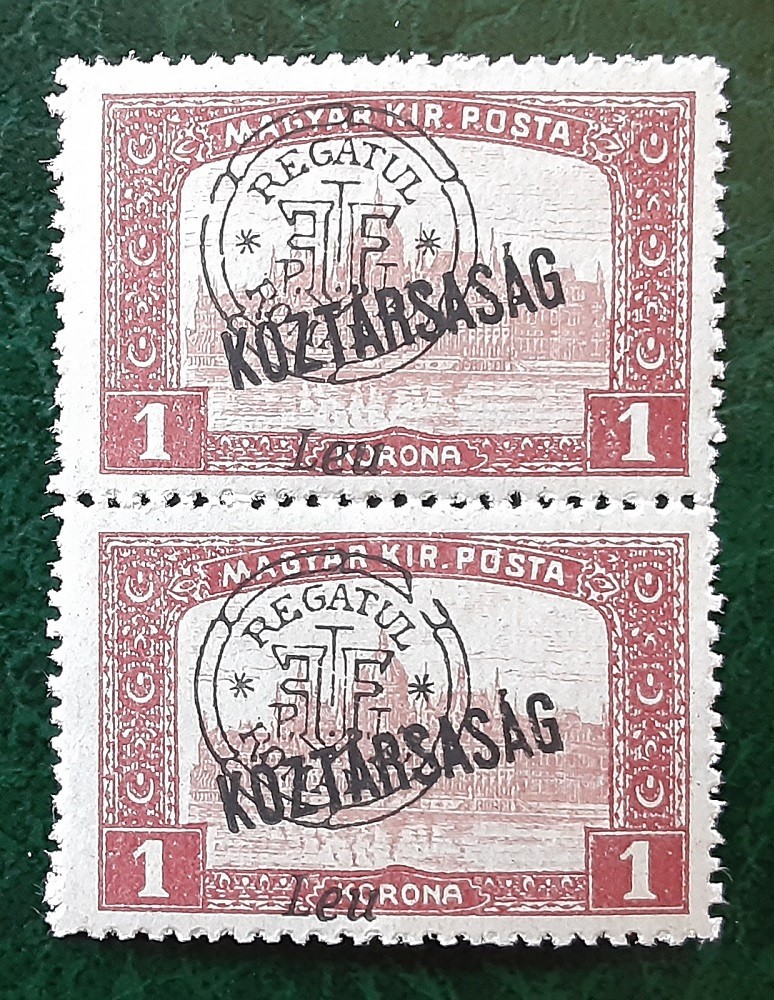 MAGYAR KIR. POSTA
REGATUL
P. T. T.
KÖZTÁRSASÁG
1
1
Leu
KORONA
MAGYAR KIR. POSTA
REGATUL
P. T. T.
KÖZTÁRSASÁG
1
1
Leu
KORONA